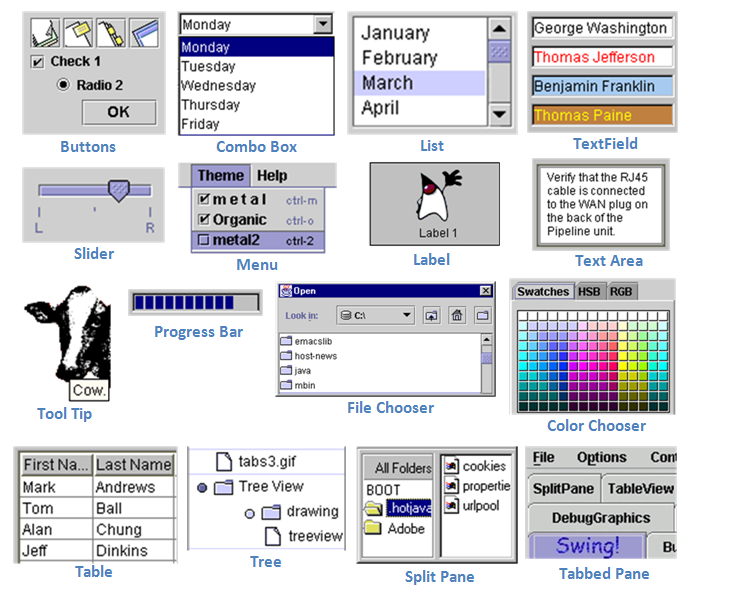 Check 1
Radio 2
OK
Buttons
Monday
Monday
Tuesday
Wednesday
Thursday
Friday
Combo Box
January
February
March
April
List
George Washington
Thomas Jefferson
Benjamin Franklin
Thomas Paine
TextField
L R
Slider
Theme Help
metal ctrl-m
Organic ctrl-o
metal2 ctrl-2
Menu
Label 1
Label
Verify that the RJ45
cable is connected
to the WAN plug on
the back of the
Pipeline unit.
Text Area
Cow.
Tool Tip
Progress Bar
Open
Look in: C:\
emacslib
host-news
java
mbin
File Chooser
Swatches HSB RGB
Color Chooser
First Na... Last Name
Mark Andrews
Tom Ball
Alan Chung
Jeff Dinkins
Table
tabs3.gif
Tree View
drawing
treeview
Tree
All Folders
BOOT
.hotjava
Adobe
cookies
propertie
urlpool
Split Pane
File Options Cont
SplitPane TableView
DebugGraphics
Swing! Bu
Tabbed Pane